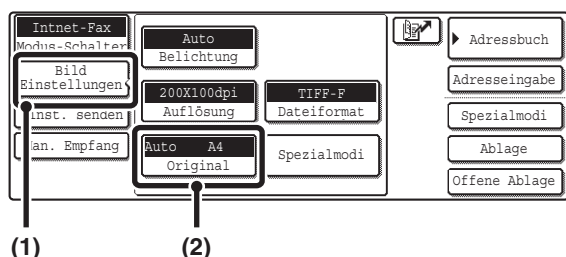 Intnet-Fax
Modus-Schalter
Bild
Einstellungen
Einst. senden
Man. Empfang
Auto
Belichtung
200X100dpi
Auflösung
TIFF-F
Dateiformat
Auto A4
Original
Spezialmodi
Adressbuch
Adresseingabe
Spezialmodi
Ablage
Offene Ablage
(1)
(2)